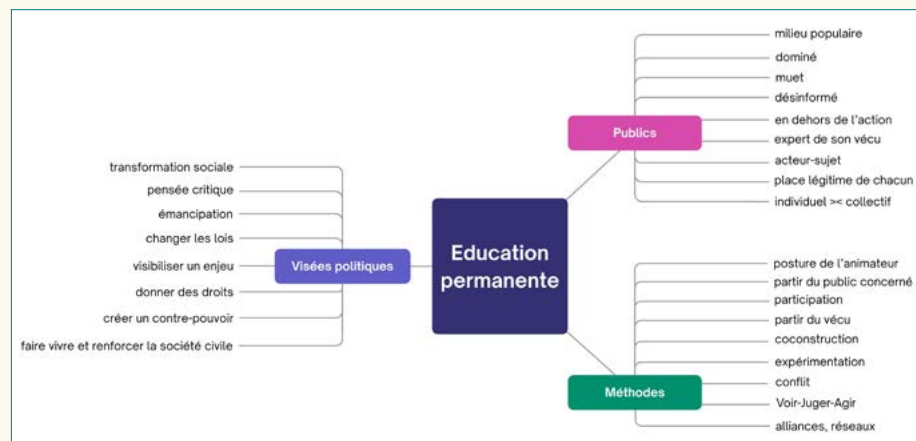 Education
permanente
Publics
milieu populaire
dominé
muet
désinformé
en dehors de l'action
expert de son vécu
acteur-sujet
place légitime de chacun
individuel >< collectif
Visées politiques
transformation sociale
pensée critique
émancipation
changer les lois
visibiliser un enjeu
donner des droits
créer un contre-pouvoir
faire vivre et renforcer la société civile
Méthodes
posture de l'animateur
partir du public concerné
participation
partir du vécu
coconstruction
expérimentation
conflit
Voir-Juger-Agir
alliances, réseaux